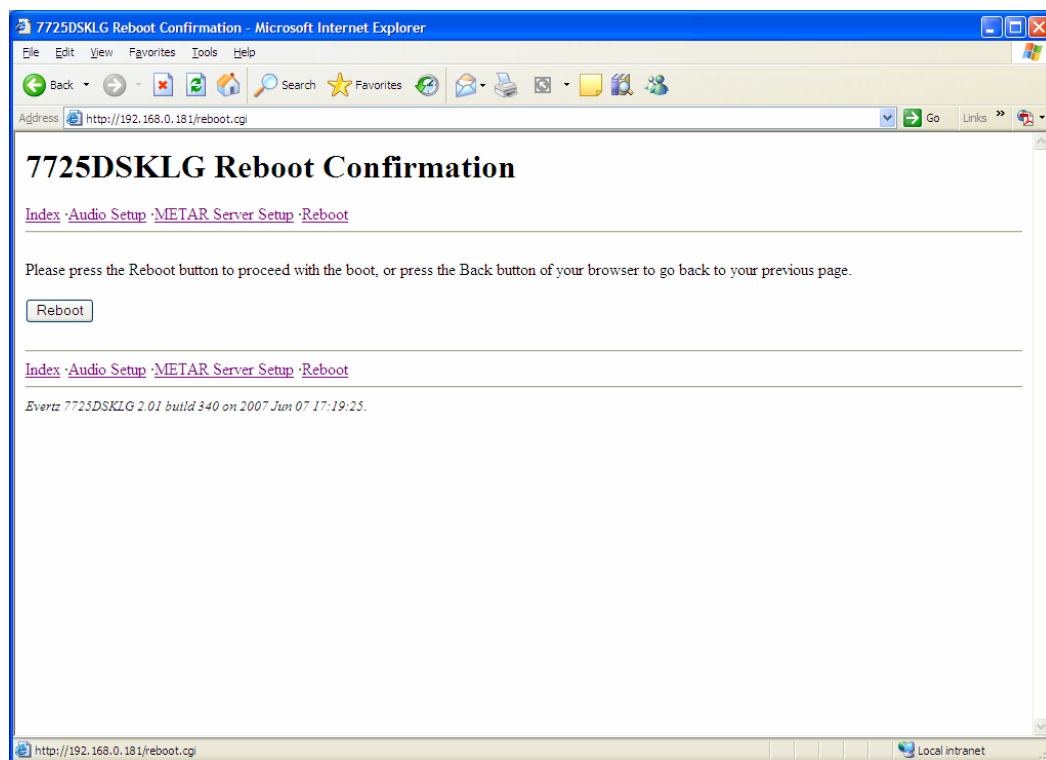 7725DSKLG Reboot Confirmation - Microsoft Internet Explorer
File Edit View Favorites Tools Help
Back Search Favorites
Address http://192.168.0.181/reboot.cgi Go Links »
7725DSKLG Reboot Confirmation
Index ·Audio Setup ·METAR Server Setup ·Reboot
Please press the Reboot button to proceed with the boot, or press the Back button of your browser to go back to your previous page.
Reboot
Index ·Audio Setup ·METAR Server Setup ·Reboot
Evertz 7725DSKLG 2.01 build 340 on 2007 Jun 07 17:19:25.
http://192.168.0.181/reboot.cgi Local intranet